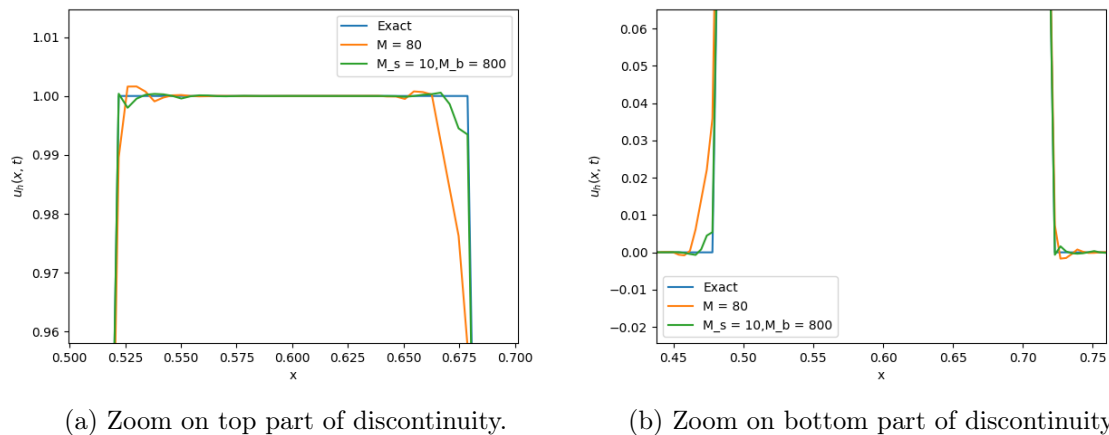 1.01
1.00
0.99
0.98
0.97
0.96
u_h(x, t)
0.500 0.525 0.550 0.575 0.600 0.625 0.650 0.675 0.700
x
Exact
M = 80
M_s = 10,M_b = 800
(a) Zoom on top part of discontinuity.
0.06
0.05
0.04
0.03
0.02
0.01
0.00
−0.01
−0.02
u_h(x, t)
0.45 0.50 0.55 0.60 0.65 0.70 0.75
x
Exact
M = 80
M_s = 10,M_b = 800
(b) Zoom on bottom part of discontinuity